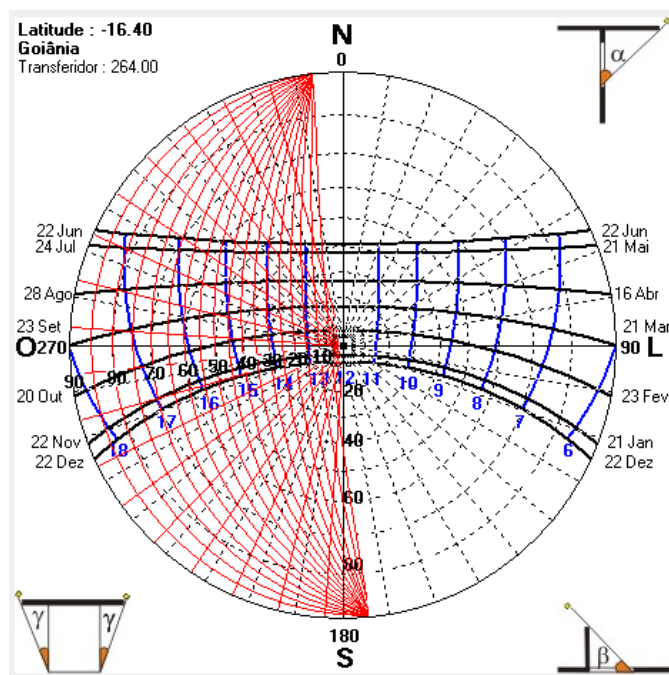 Latitude : -16.40
Goiânia
Transferidor : 264.00
N
0
α
22 Jun
24 Jul
28 Ago
23 Set
O 270
20 Out
22 Nov
22 Dez
22 Jun
21 Mai
16 Abr
21 Mar
90 L
23 Fev
21 Jan
22 Dez
90 90 70 60 50 40 30 20 10
18 17 16 15 14 13 12 11 10 9 8 7 6
20
40
60
80
180
S
γ γ
β